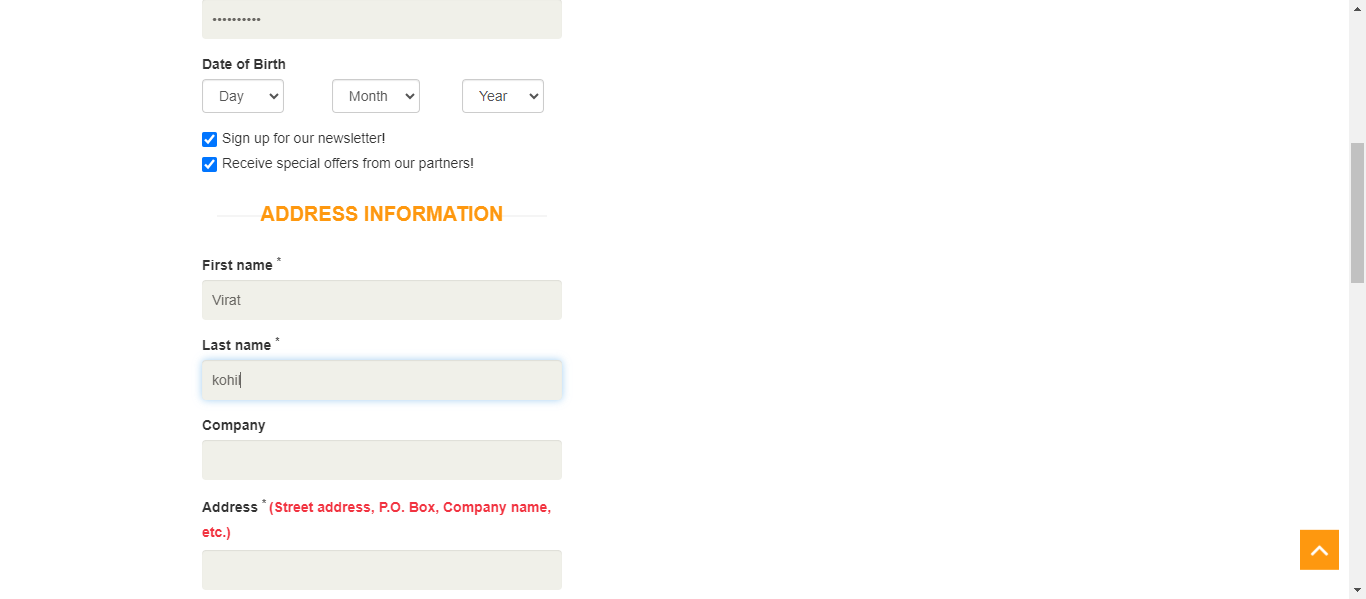 ••••••••••
Date of Birth
Day Month Year
Sign up for our newsletter!
Receive special offers from our partners!
ADDRESS INFORMATION
First name *
Virat
Last name *
kohil
Company
Address * (Street address, P.O. Box, Company name,
etc.)